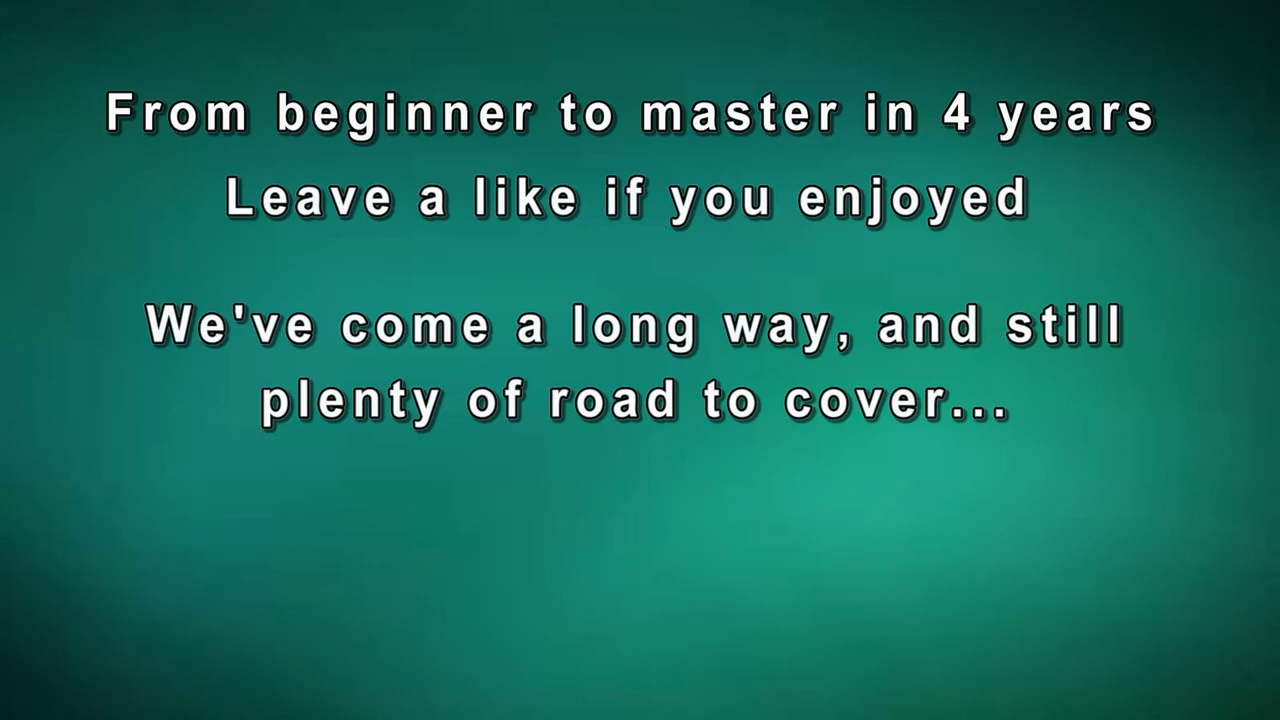 From beginner to master in 4 years
Leave a like if you enjoyed
We've come a long way, and still
plenty of road to cover...